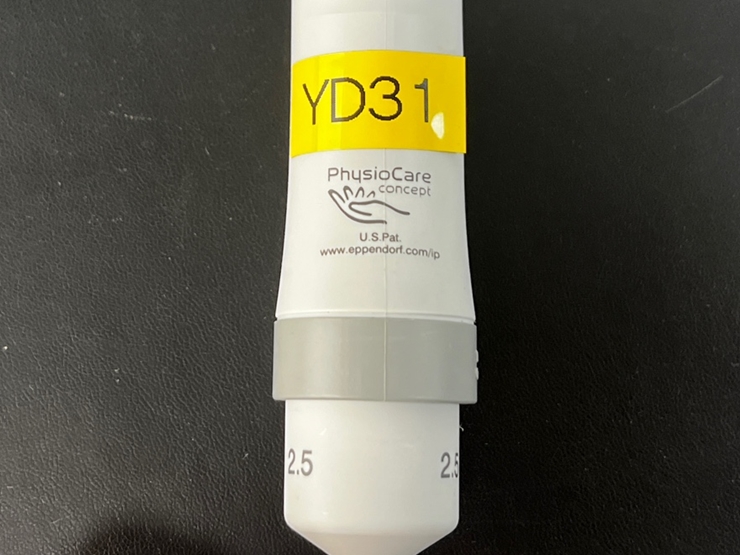 YD31
PhysioCare
concept
U.S.Pat.
www.eppendorf.com/ip
2.5 2.5